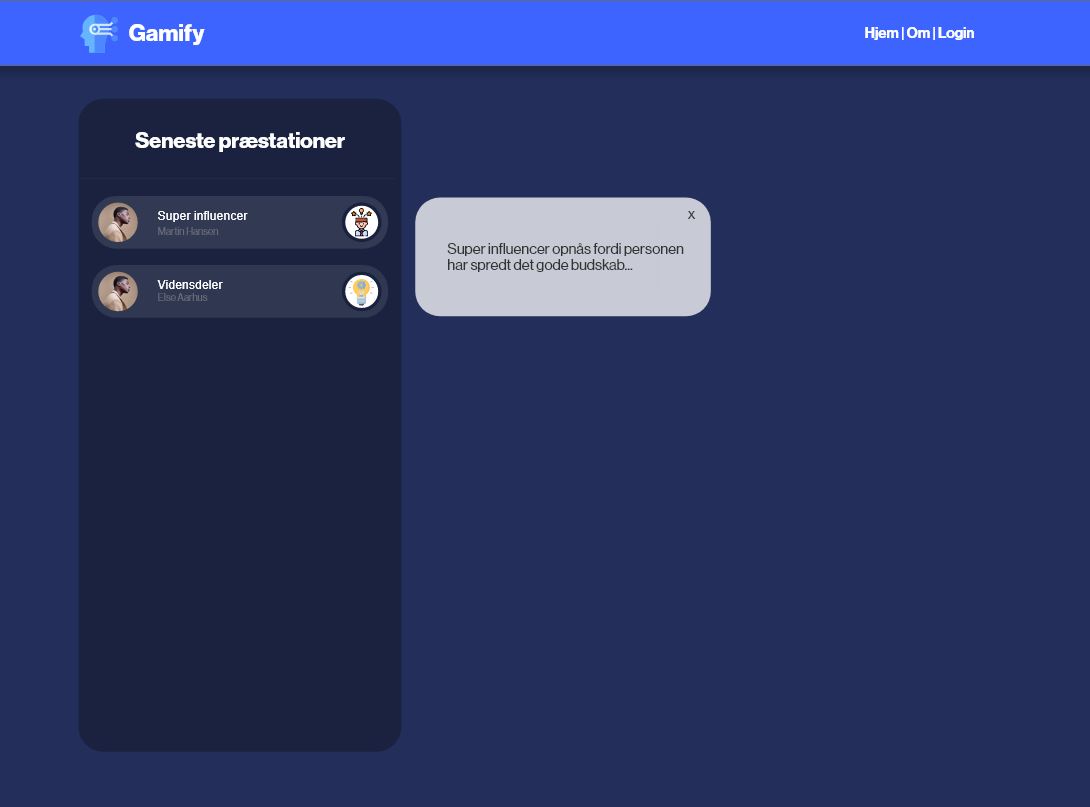 Gamify
Hjem | Om | Login
Seneste præstationer
Super influencer
Martin Hansen
x
Super influencer opnås fordi personen
har spredt det gode budskab...
Vidensdeler
Else Aarhus